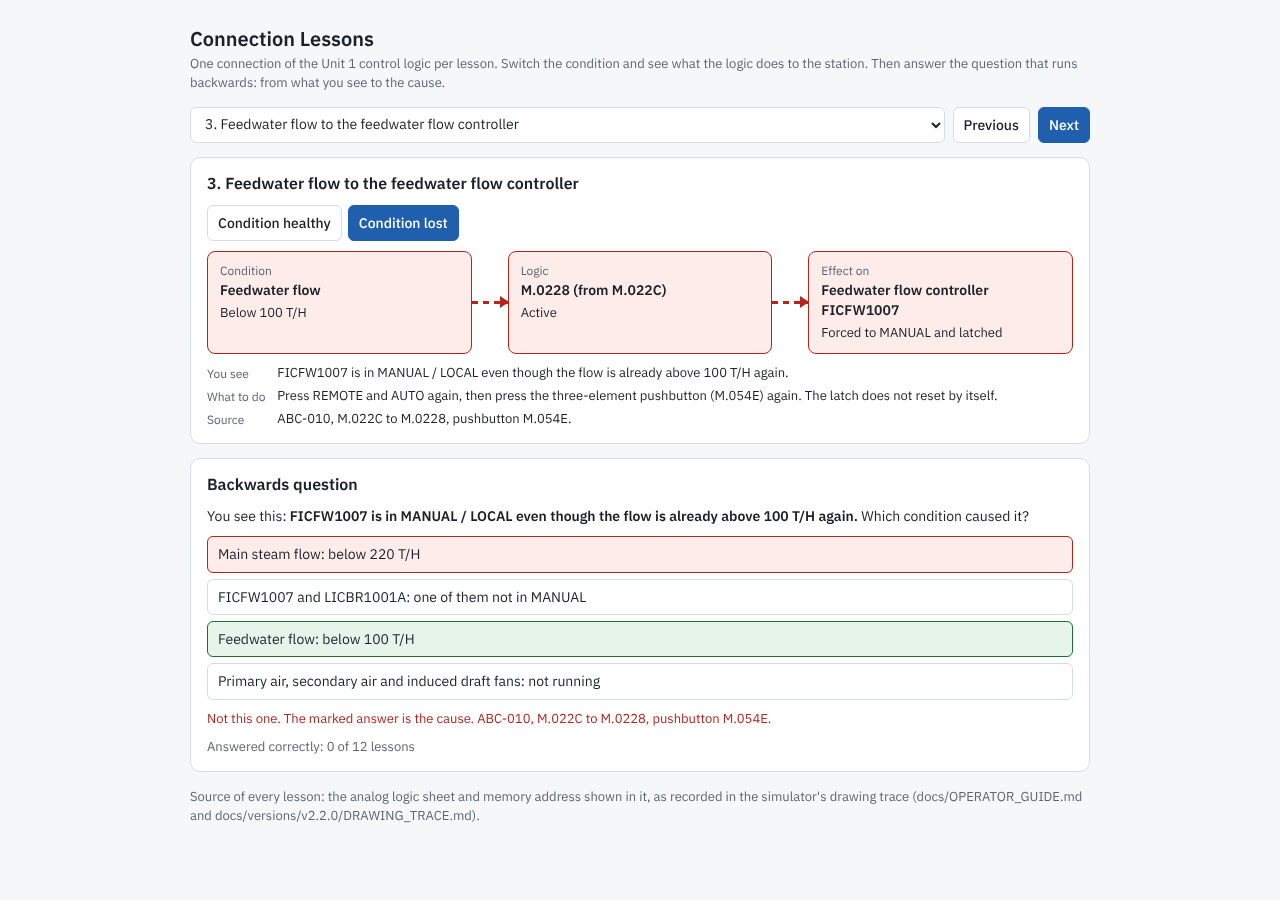 Connection Lessons
One connection of the Unit 1 control logic per lesson. Switch the condition and see what the logic does to the station. Then answer the question that runs
backwards: from what you see to the cause.
3. Feedwater flow to the feedwater flow controller
Previous
Next
3. Feedwater flow to the feedwater flow controller
Condition healthy
Condition lost
Condition
Feedwater flow
Below 100 T/H
Logic
M.0228 (from M.022C)
Active
Effect on
Feedwater flow controller
FICFW1007
Forced to MANUAL and latched
You see FICFW1007 is in MANUAL / LOCAL even though the flow is already above 100 T/H again.
What to do Press REMOTE and AUTO again, then press the three-element pushbutton (M.054E) again. The latch does not reset by itself.
Source ABC-010, M.022C to M.0228, pushbutton M.054E.
Backwards question
You see this: FICFW1007 is in MANUAL / LOCAL even though the flow is already above 100 T/H again. Which condition caused it?
Main steam flow: below 220 T/H
FICFW1007 and LICBR1001A: one of them not in MANUAL
Feedwater flow: below 100 T/H
Primary air, secondary air and induced draft fans: not running
Not this one. The marked answer is the cause. ABC-010, M.022C to M.0228, pushbutton M.054E.
Answered correctly: 0 of 12 lessons
Source of every lesson: the analog logic sheet and memory address shown in it, as recorded in the simulator's drawing trace (docs/OPERATOR_GUIDE.md
and docs/versions/v2.2.0/DRAWING_TRACE.md).